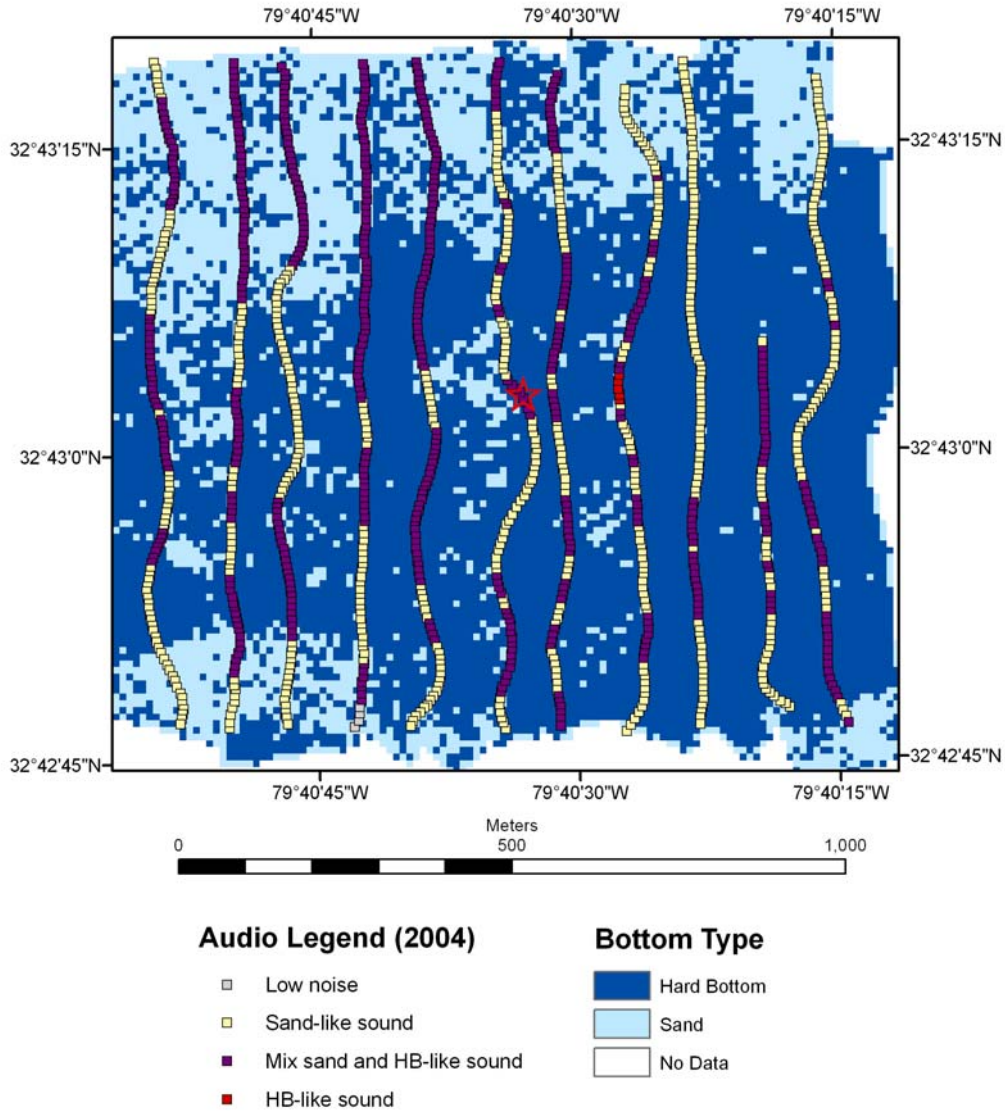 79°40'45"W 79°40'30"W 79°40'15"W
32°43'15"N 32°43'15"N
32°43'0"N 32°43'0"N
32°42'45"N 32°42'45"N
79°40'45"W 79°40'30"W 79°40'15"W
Meters
0 500 1,000
Audio Legend (2004)
Low noise
Sand-like sound
Mix sand and HB-like sound
HB-like sound
Bottom Type
Hard Bottom
Sand
No Data